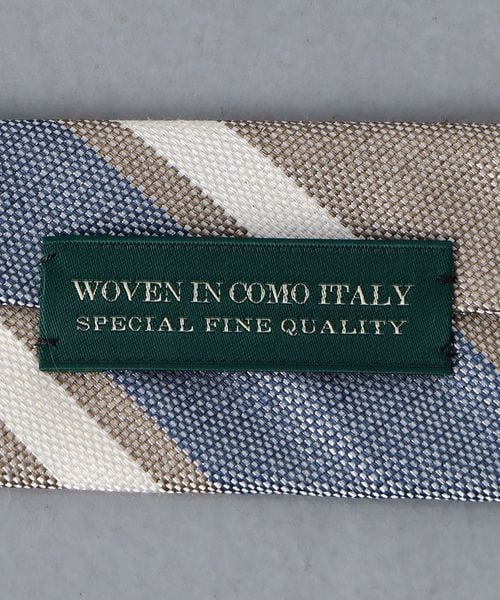 WOVEN IN COMO ITALY
SPECIAL FINE QUALITY